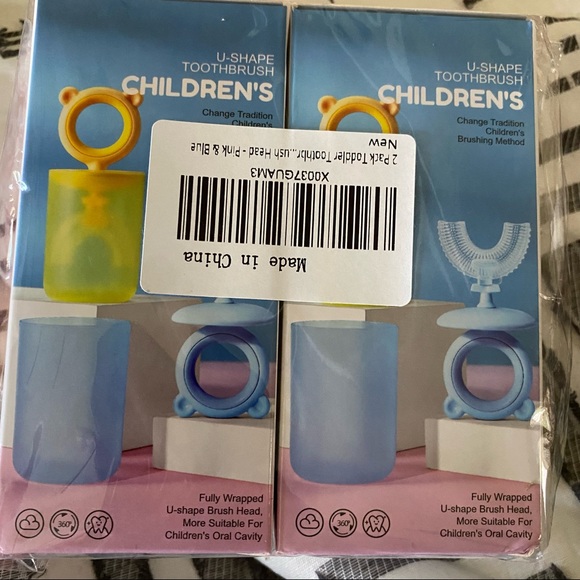 U-SHAPE
TOOTHBRUSH
CHILDREN'S
Change Tradition
Children's
U-SHAPE
TOOTHBRUSH
CHILDREN'S
Change Tradition
Children's
Brushing Method
Made in China
X0037GUAM3
2 Pack Toddler Toothbr...ush Head - Pink & Blue
New
Fully Wrapped
U-shape Brush Head,
More Suitable For
Children's Oral Cavity
360°
Fully Wrapped
U-shape Brush Head,
More Suitable For
Children's Oral Cavity
360°